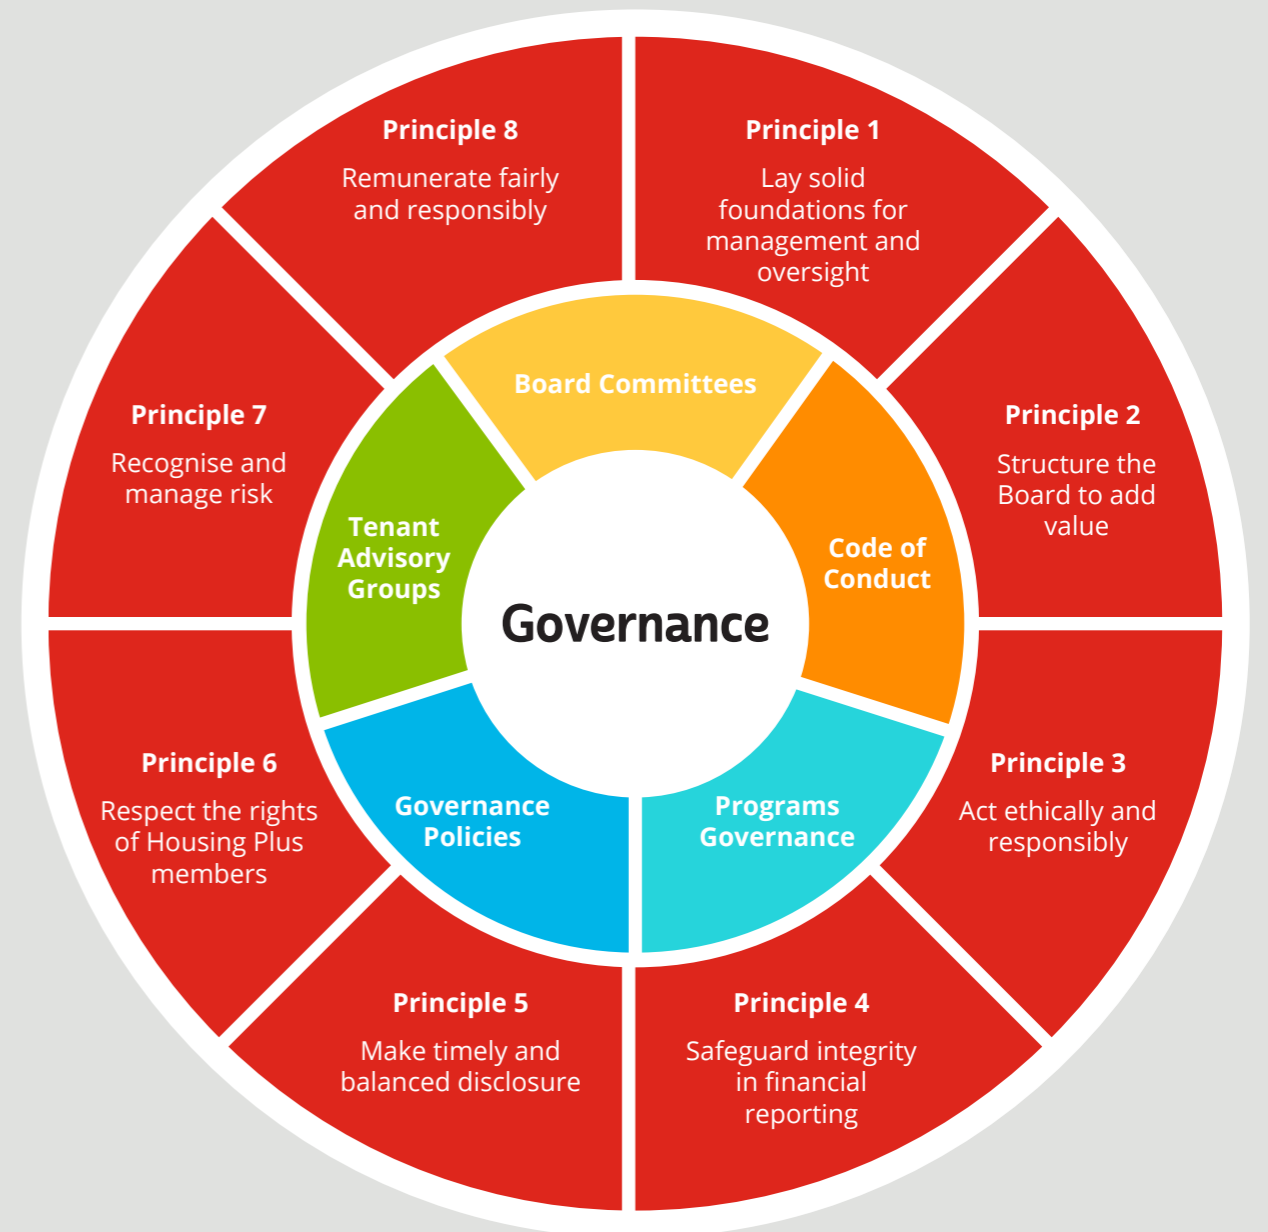 Principle 1
Lay solid
foundations for
management and
oversight
Principle 2
Structure the
Board to add
value
Principle 3
Act ethically and
responsibly
Principle 4
Safeguard integrity
in financial
reporting
Principle 5
Make timely and
balanced disclosure
Principle 6
Respect the rights
of Housing Plus
members
Principle 7
Recognise and
manage risk
Principle 8
Remunerate fairly
and responsibly
Board Committees
Code of
Conduct
Programs
Governance
Governance
Policies
Tenant
Advisory
Groups
Governance